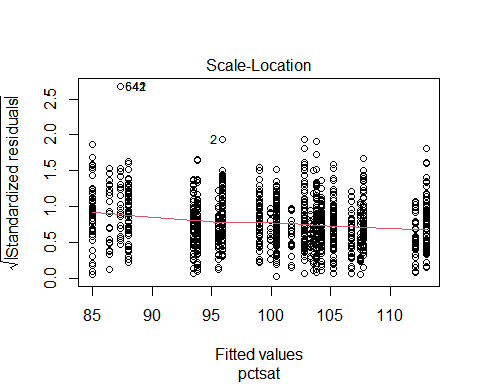 Scale-Location
√|Standardized residuals|
0.0 0.5 1.0 1.5 2.0 2.5
2
85 90 95 100 105 110
Fitted values
pctsat